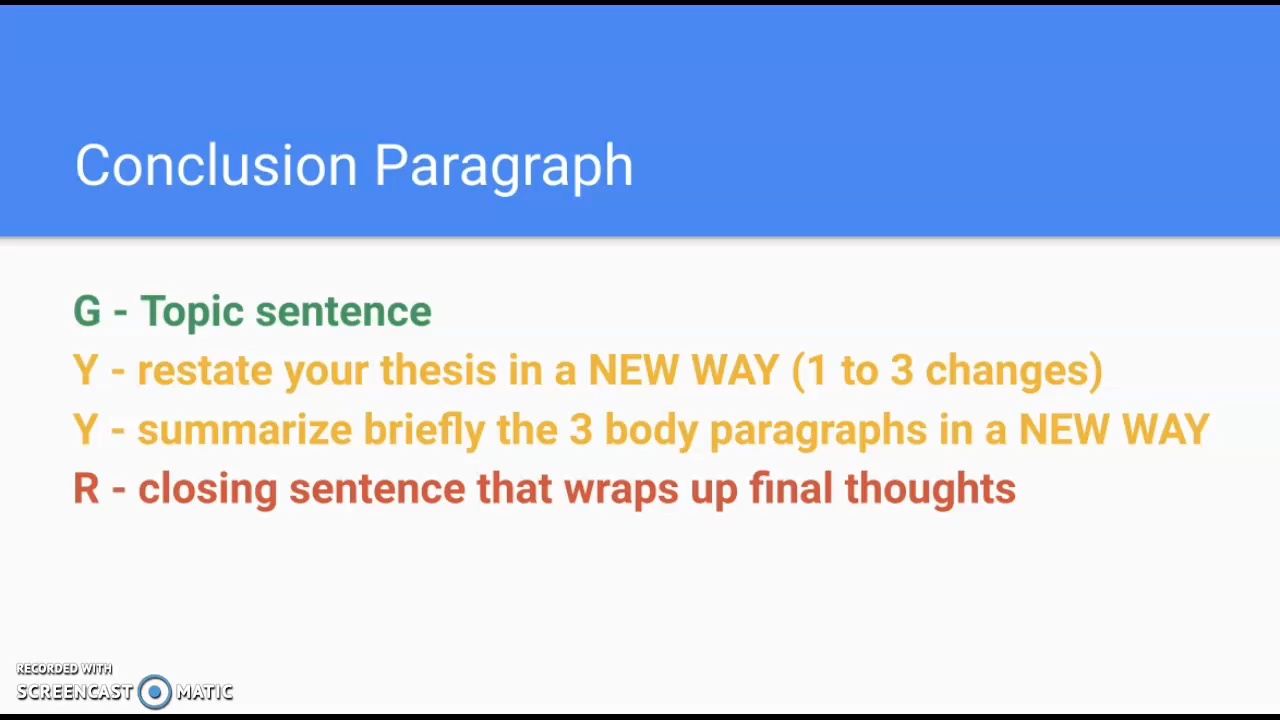 Conclusion Paragraph
G - Topic sentence
Y - restate your thesis in a NEW WAY (1 to 3 changes)
Y - summarize briefly the 3 body paragraphs in a NEW WAY
R - closing sentence that wraps up final thoughts
RECORDED WITH
SCREENCAST MATIC